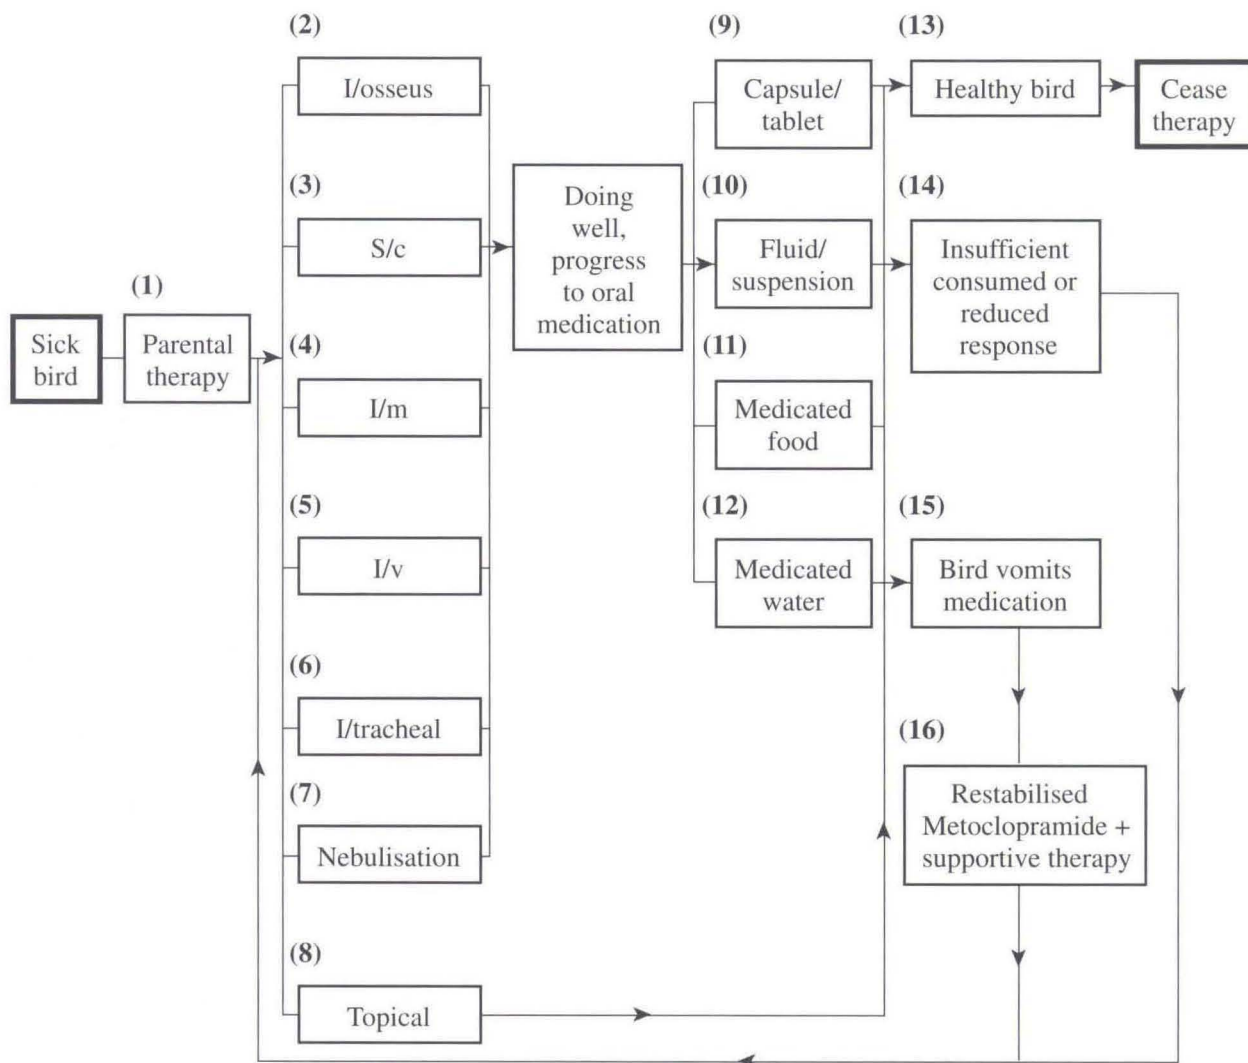 (1)
Sick
bird
Parental
therapy
(2)
I/osseus
(3)
S/c
(4)
I/m
(5)
I/v
(6)
I/tracheal
(7)
Nebulisation
(8)
Topical
Doing
well,
progress
to oral
medication
(9)
Capsule/
tablet
(10)
Fluid/
suspension
(11)
Medicated
food
(12)
Medicated
water
(13)
Healthy bird
Cease
therapy
(14)
Insufficient
consumed or
reduced
response
(15)
Bird vomits
medication
(16)
Restabilised
Metoclopramide +
supportive therapy